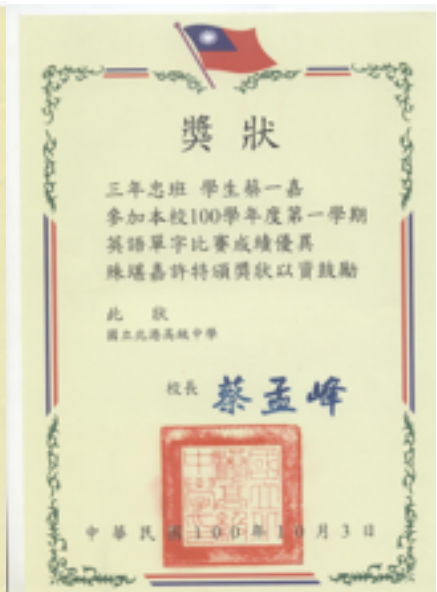 獎狀
三年忠班 學生蔡一嘉
參加本校100學年度第一學期
英語單字比賽成績優異
殊堪嘉許特頒獎狀以資鼓勵
此 狀
國立北港高級中學
校長 蔡孟峰
中華民國100年10月3日